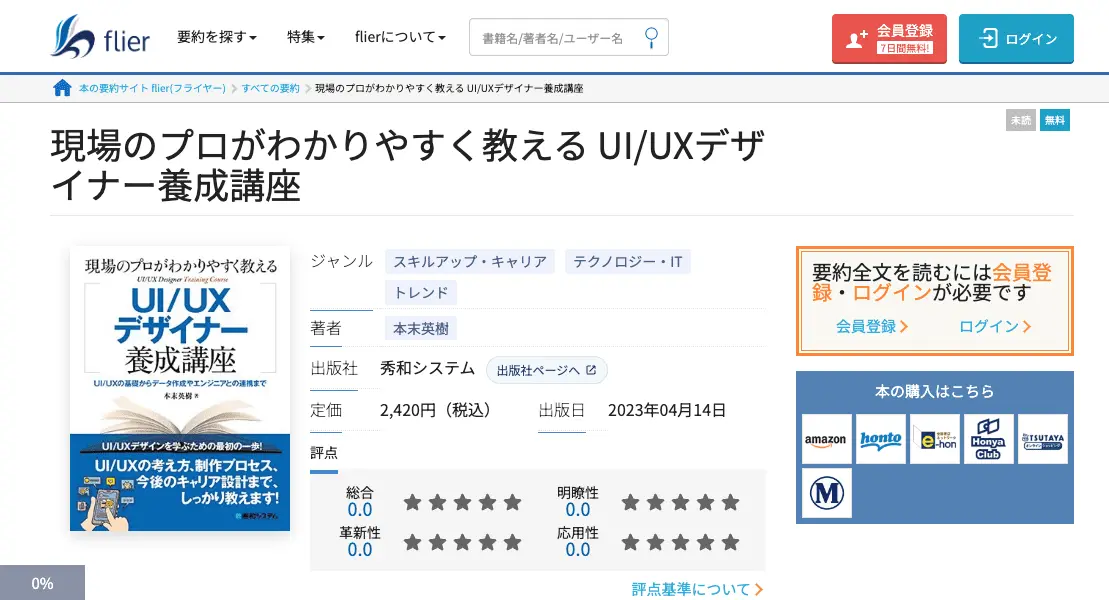 flier
要約を探す
特集
flierについて
書籍名/著者名/ユーザー名
会員登録
7日間無料!
ログイン
本の要約サイト flier(フライヤー)
すべての要約
現場のプロがわかりやすく教える UI/UXデザイナー養成講座
未読
無料
現場のプロがわかりやすく教える UI/UXデザ
イナー養成講座
現場のプロがわかりやすく教える
UI/UX Designer Training Course
UI/UX
デザイナー
養成講座
UI/UXの基礎からデータ作成やエンジニアとの連携まで
本末英樹 著
UI/UXデザインを学ぶための最初の一歩!
UI/UXの考え方、制作プロセス、
今後のキャリア設計まで、
しっかり教えます!
秀和システム
ジャンル
スキルアップ・キャリア
テクノロジー・IT
トレンド
著者
本末英樹
出版社
秀和システム
出版社ページへ
定価
2,420円（税込）
出版日
2023年04月14日
評点
総合
0.0
明瞭性
0.0
革新性
0.0
応用性
0.0
評点基準について
要約全文を読むには会員登
録・ログインが必要です
会員登録
ログイン
本の購入はこちら
amazon
honto
e-hon
Honya Club
TSUTAYA
オンラインショッピング
M
0%